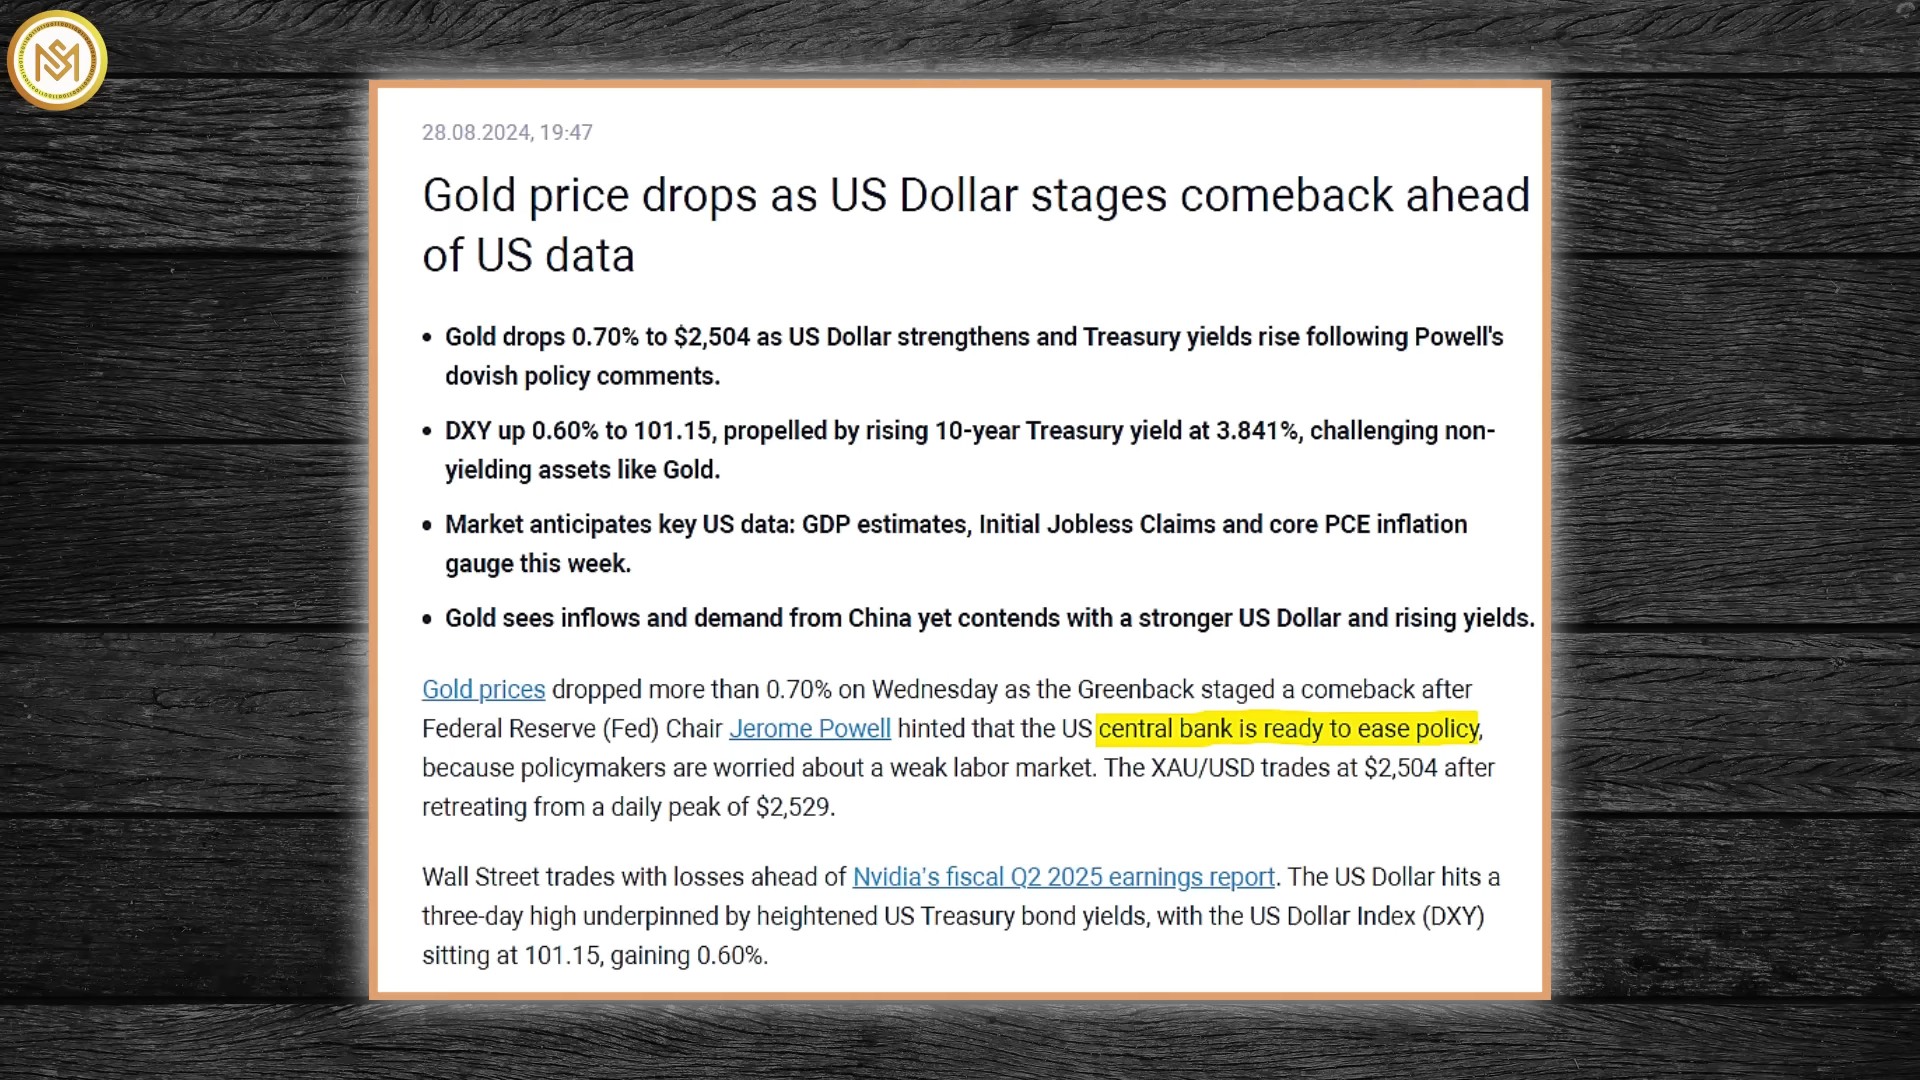 28.08.2024, 19:47
Gold price drops as US Dollar stages comeback ahead
of US data
• Gold drops 0.70% to $2,504 as US Dollar strengthens and Treasury yields rise following Powell's
dovish policy comments.
• DXY up 0.60% to 101.15, propelled by rising 10-year Treasury yield at 3.841%, challenging non-
yielding assets like Gold.
• Market anticipates key US data: GDP estimates, Initial Jobless Claims and core PCE inflation
gauge this week.
• Gold sees inflows and demand from China yet contends with a stronger US Dollar and rising yields.
Gold prices dropped more than 0.70% on Wednesday as the Greenback staged a comeback after
Federal Reserve (Fed) Chair Jerome Powell hinted that the US central bank is ready to ease policy,
because policymakers are worried about a weak labor market. The XAU/USD trades at $2,504 after
retreating from a daily peak of $2,529.
Wall Street trades with losses ahead of Nvidia's fiscal Q2 2025 earnings report. The US Dollar hits a
three-day high underpinned by heightened US Treasury bond yields, with the US Dollar Index (DXY)
sitting at 101.15, gaining 0.60%.